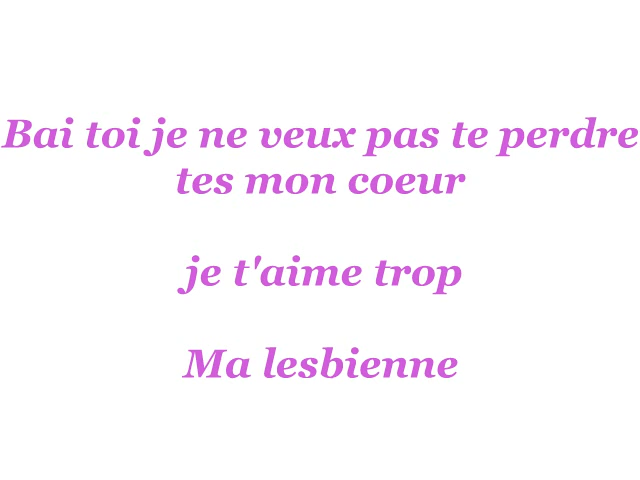 Bai toi je ne veux pas te perdre
tes mon coeur
je t'aime trop
Ma lesbienne